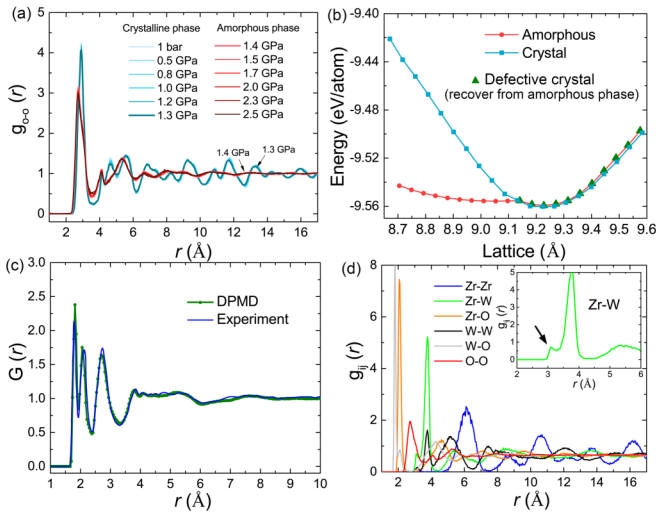 (a)
Crystalline phase Amorphous phase
1 bar 1.4 GPa
0.5 GPa 1.5 GPa
0.8 GPa 1.7 GPa
1.0 GPa 2.0 GPa
1.2 GPa 2.3 GPa
1.3 GPa 2.5 GPa
1.4 GPa 1.3 GPa
g o-o (r)
5
4
3
2
1
0
2 4 6 8 10 12 14 16
r (Å)
(b)
Amorphous
Crystal
Defective crystal
(recover from amorphous phase)
Energy (eV/atom)
-9.40
-9.44
-9.48
-9.52
-9.56
8.7 8.8 9.0 9.1 9.2 9.3 9.4 9.5 9.6
Lattice (Å)
(c)
DPMD
Experiment
G (r)
3.0
2.5
2.0
1.5
1.0
0.5
0.0
1 2 3 4 5 6 7 8 9 10
r (Å)
(d)
Zr-Zr
Zr-W
Zr-O
W-W
W-O
O-O
g ij (r)
8
6
4
2
0
2 4 6 8 10 12 14 16
r (Å)
Zr-W
g ij (r)
5
4
3
2
1
0
2 3 4 5 6
r (Å)